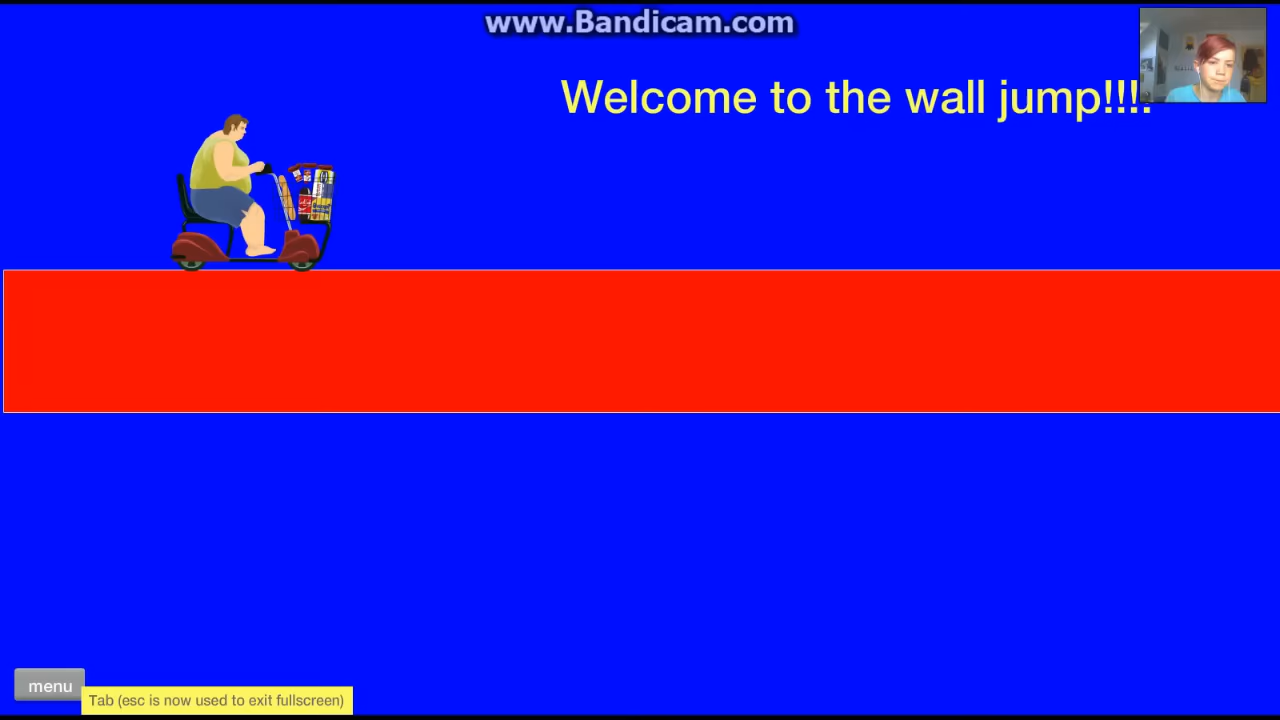 www.Bandicam.com
Welcome to the wall jump!!!!
menu
Tab (esc is now used to exit fullscreen)